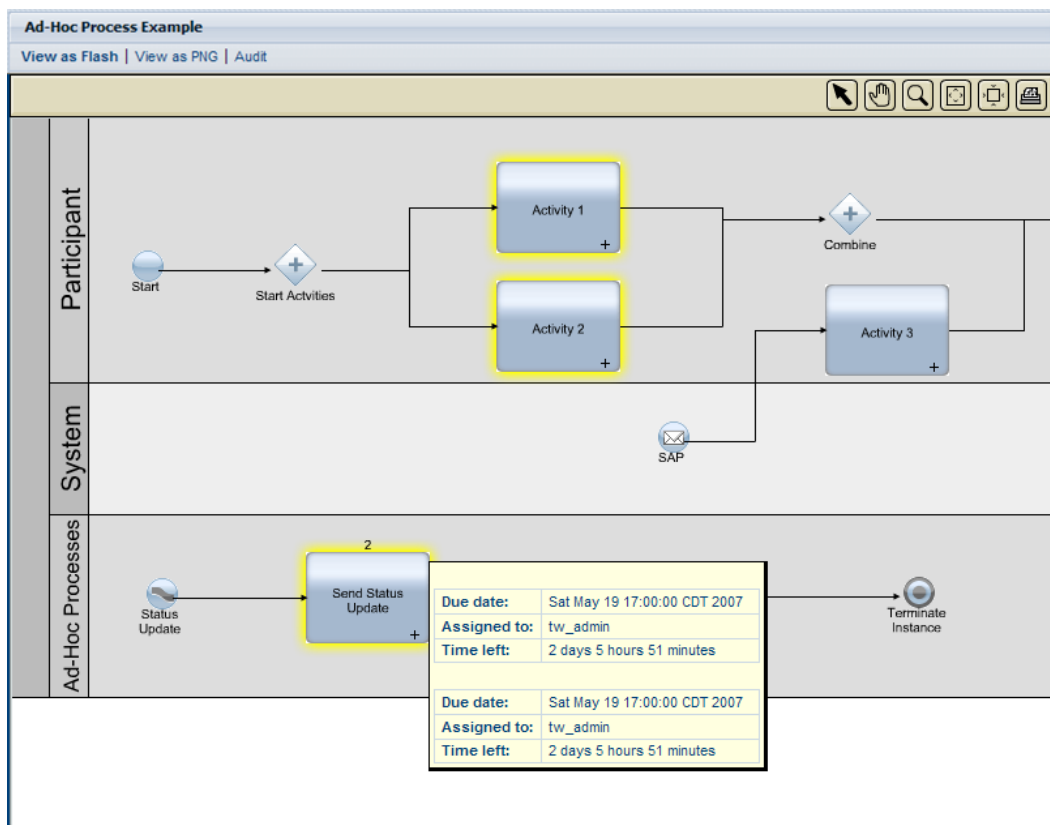 Ad-Hoc Process Example
View as Flash | View as PNG | Audit
Participant
Start
Start Actvities
Activity 1
+
Activity 2
+
Combine
Activity 3
+
System
SAP
Ad-Hoc Processes
Status
Update
2
Send Status
Update
+
Due date: Sat May 19 17:00:00 CDT 2007
Assigned to: tw_admin
Time left: 2 days 5 hours 51 minutes
Due date: Sat May 19 17:00:00 CDT 2007
Assigned to: tw_admin
Time left: 2 days 5 hours 51 minutes
Terminate
Instance